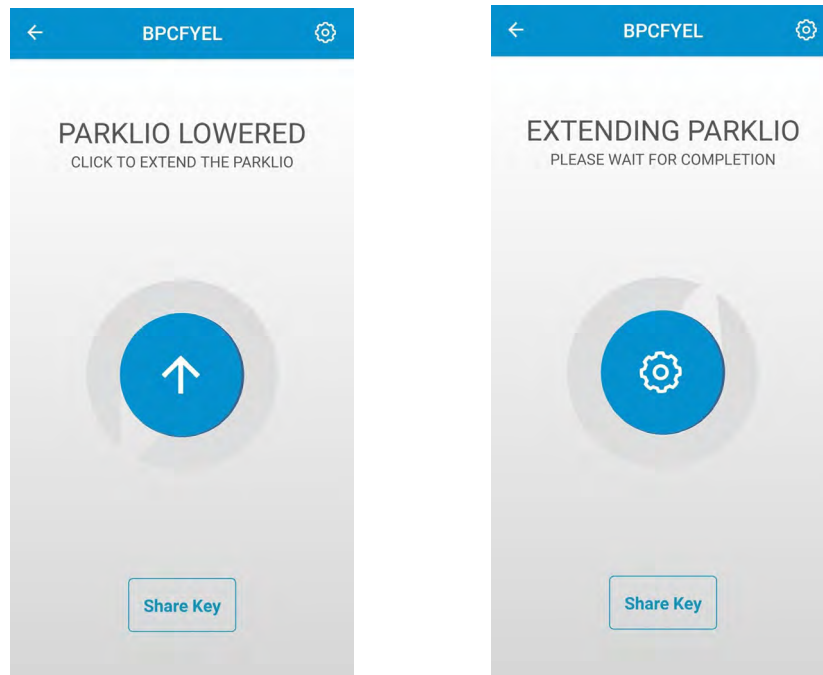 BPCFYEL
PARKLIO LOWERED
CLICK TO EXTEND THE PARKLIO
Share Key
BPCFYEL
EXTENDING PARKLIO
PLEASE WAIT FOR COMPLETION
Share Key